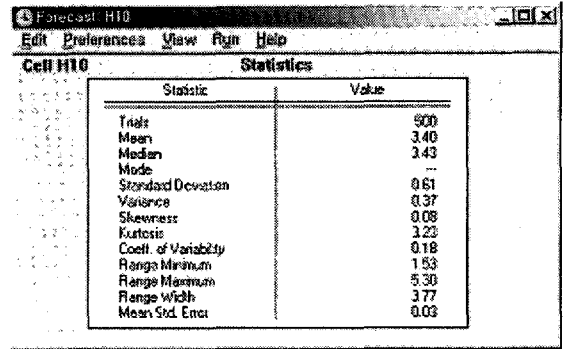 Forecast: H10
Edit Preferences View Run Help
Cell H10 Statistics
Statistic Value
Trials 500
Mean 3.40
Median 3.43
Mode ---
Standard Deviation 0.61
Variance 0.37
Skewness 0.08
Kurtosis 3.23
Coeff. of Variability 0.18
Range Minimum 1.53
Range Maximum 5.30
Range Width 3.77
Mean Std. Error 0.03